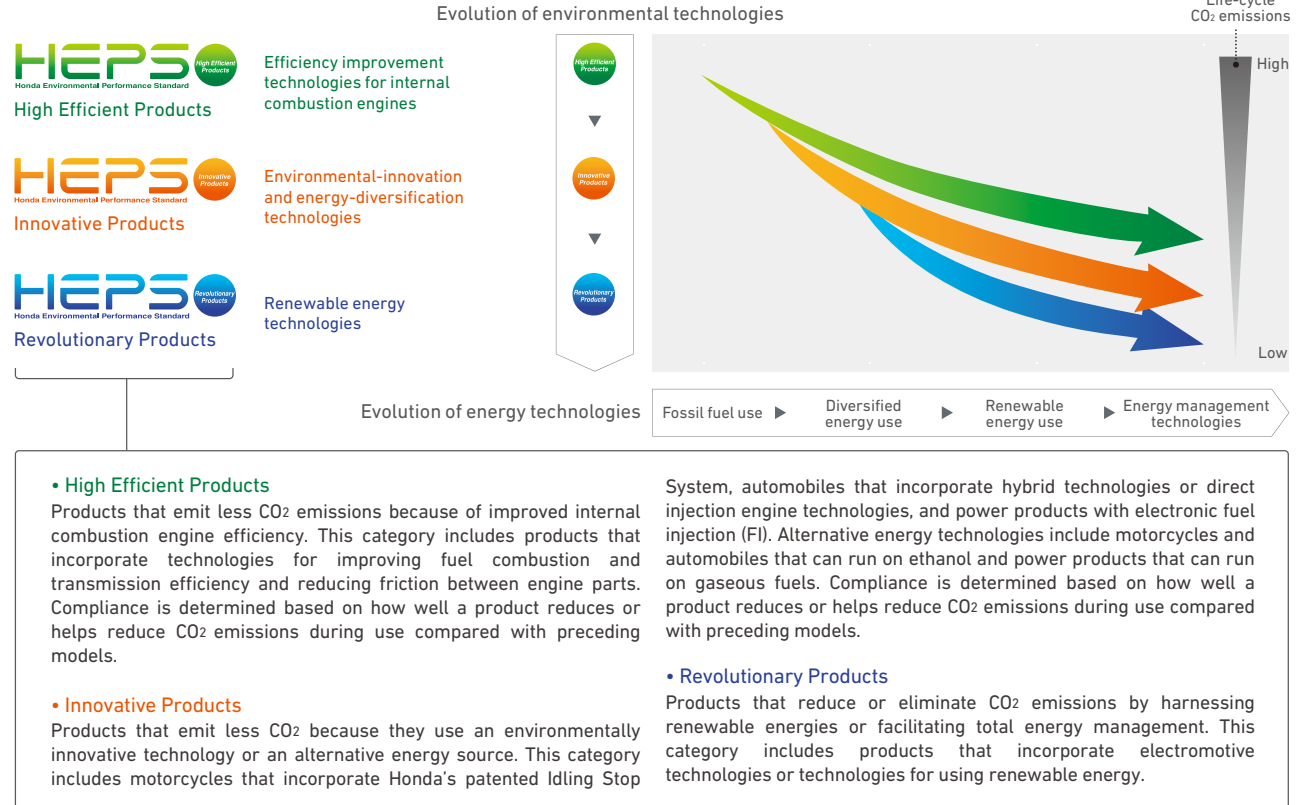 Evolution of environmental technologies
Life-cycle
CO2 emissions
High
Low
HEPS
High Efficient
Products
Honda Environmental Performance Standard
High Efficient Products
Efficiency improvement
technologies for internal
combustion engines
High Efficient
Products
HEPS
Innovative
Products
Honda Environmental Performance Standard
Innovative Products
Environmental-innovation
and energy-diversification
technologies
Innovative
Products
HEPS
Revolutionary
Products
Honda Environmental Performance Standard
Revolutionary Products
Renewable energy
technologies
Revolutionary
Products
Evolution of energy technologies
Fossil fuel use
Diversified
energy use
Renewable
energy use
Energy management
technologies
• High Efficient Products
Products that emit less CO2 emissions because of improved internal
combustion engine efficiency. This category includes products that
incorporate technologies for improving fuel combustion and
transmission efficiency and reducing friction between engine parts.
Compliance is determined based on how well a product reduces or
helps reduce CO2 emissions during use compared with preceding
models.
• Innovative Products
Products that emit less CO2 because they use an environmentally
innovative technology or an alternative energy source. This category
includes motorcycles that incorporate Honda's patented Idling Stop
System, automobiles that incorporate hybrid technologies or direct
injection engine technologies, and power products with electronic fuel
injection (FI). Alternative energy technologies include motorcycles and
automobiles that can run on ethanol and power products that can run
on gaseous fuels. Compliance is determined based on how well a
product reduces or helps reduce CO2 emissions during use compared
with preceding models.
• Revolutionary Products
Products that reduce or eliminate CO2 emissions by harnessing
renewable energies or facilitating total energy management. This
category includes products that incorporate electromotive
technologies or technologies for using renewable energy.